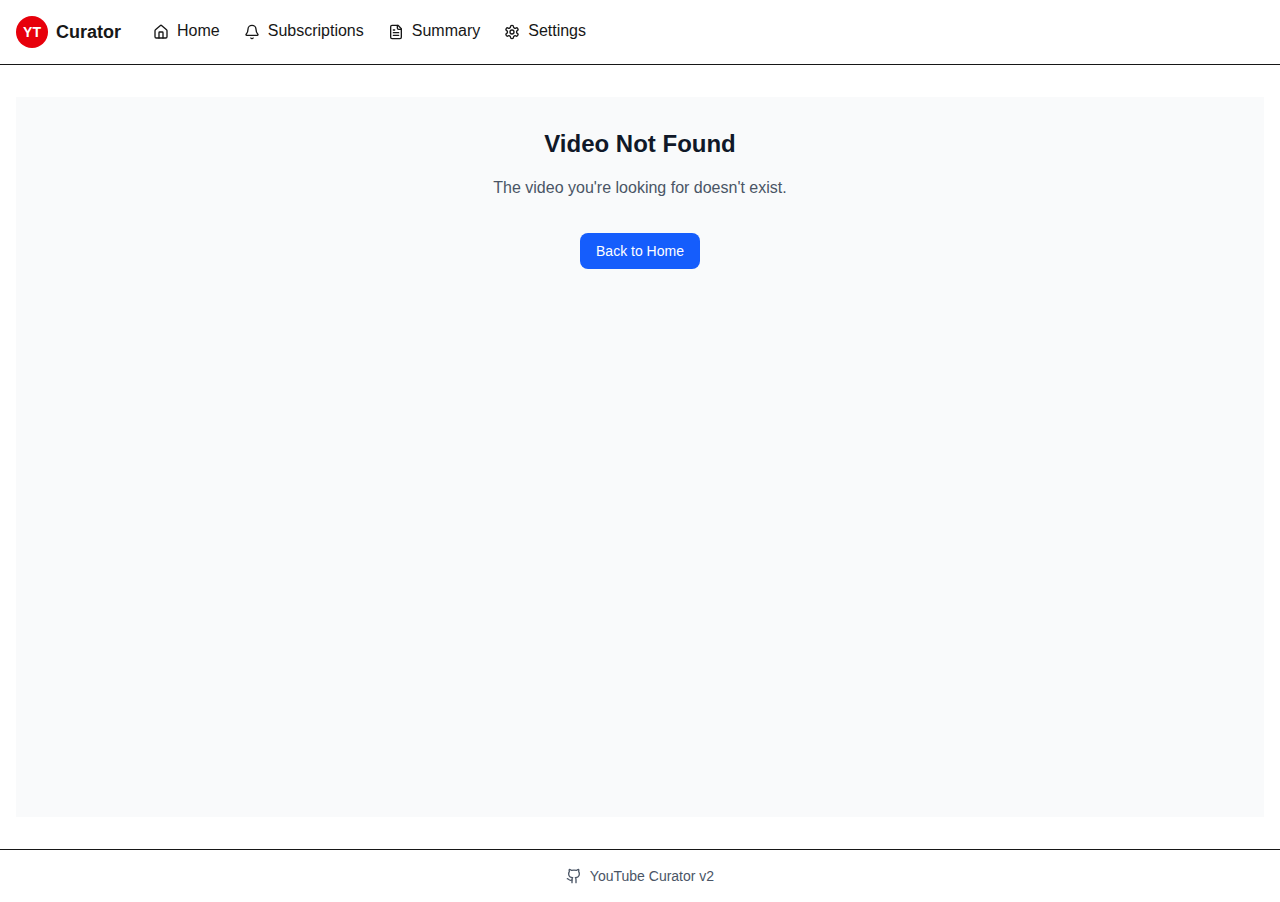 YT Curator Home Subscriptions Summary Settings
Video Not Found
The video you're looking for doesn't exist.
Back to Home
YouTube Curator v2